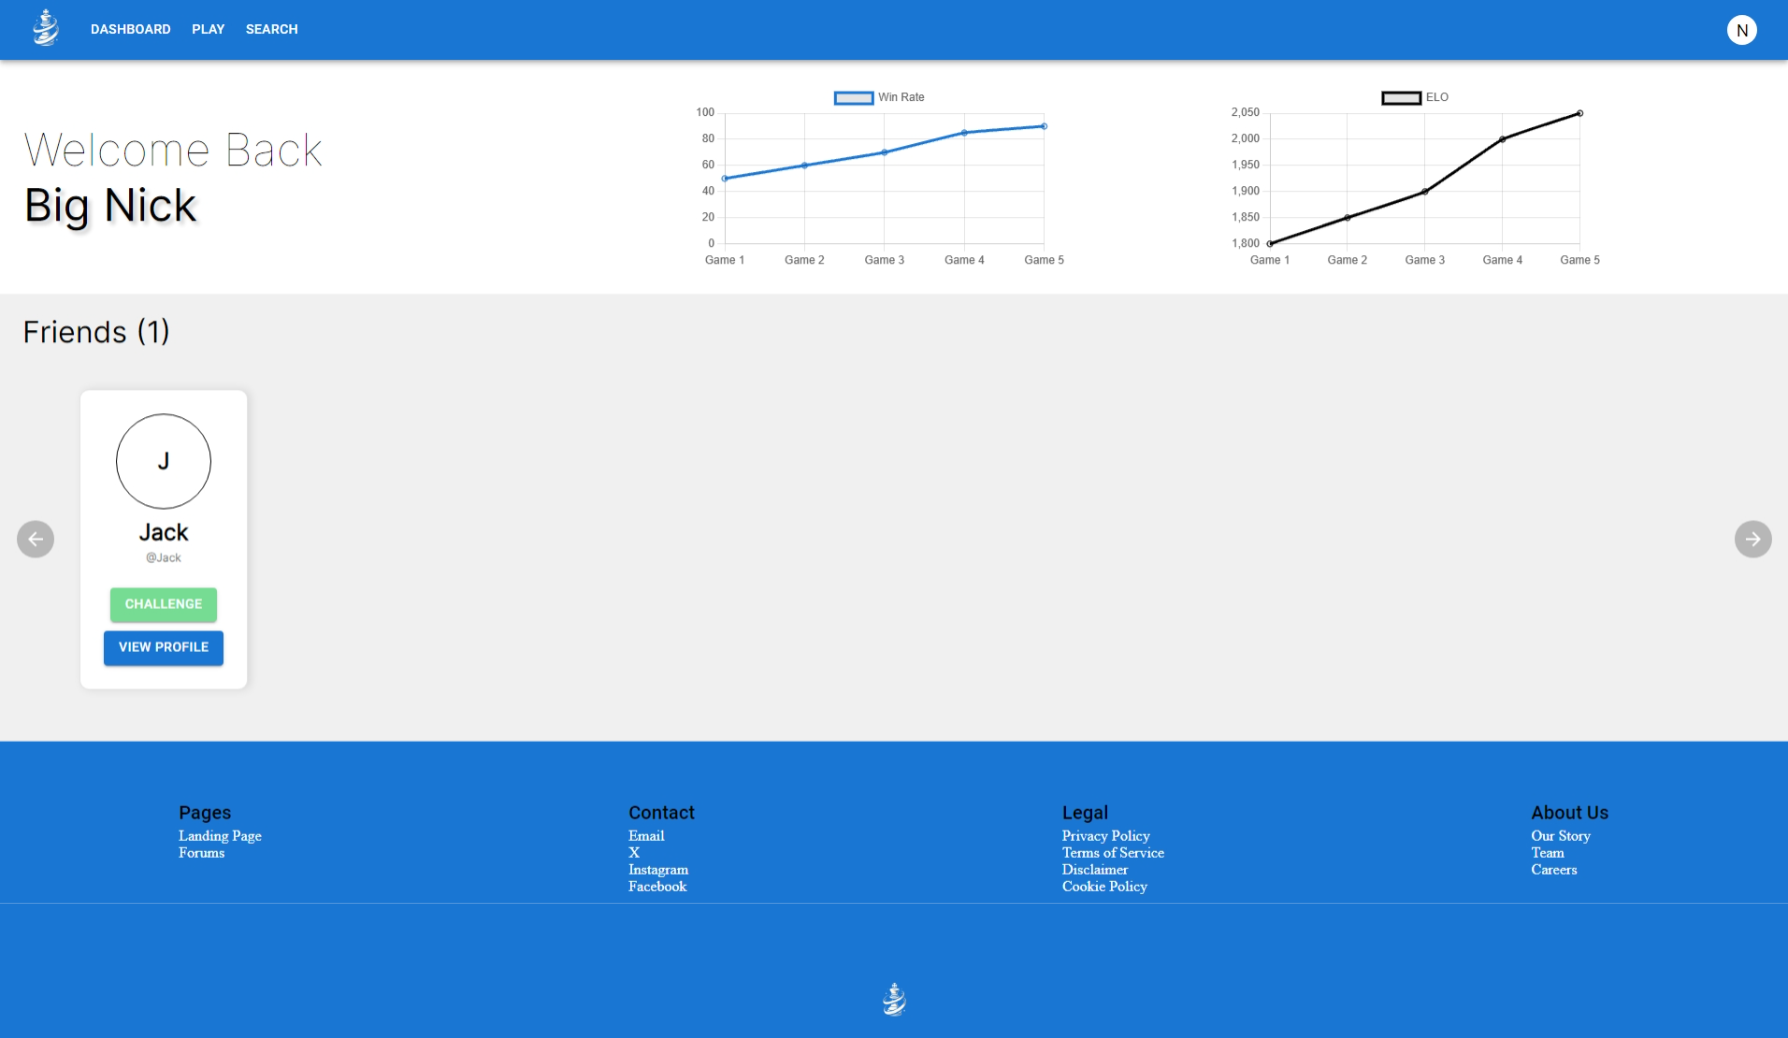 DASHBOARD PLAY SEARCH
N
Welcome Back
Big Nick
Win Rate
100
80
60
40
20
0
Game 1 Game 2 Game 3 Game 4 Game 5
ELO
2,050
2,000
1,950
1,900
1,850
1,800
Game 1 Game 2 Game 3 Game 4 Game 5
Friends (1)
J
Jack
@Jack
CHALLENGE
VIEW PROFILE
Pages
Landing Page
Forums
Contact
Email
X
Instagram
Facebook
Legal
Privacy Policy
Terms of Service
Disclaimer
Cookie Policy
About Us
Our Story
Team
Careers